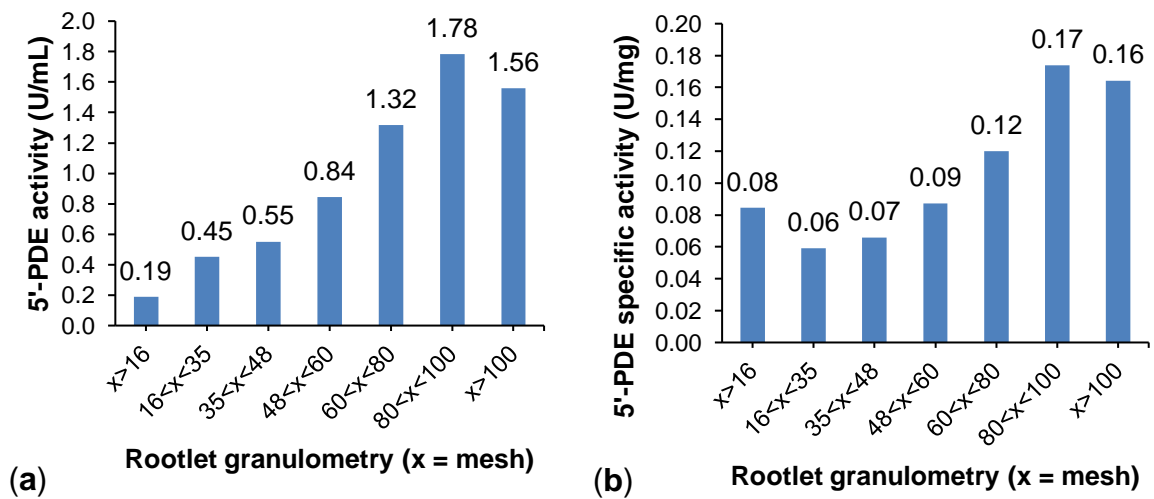 5'-PDE activity (U/mL)
2.0
1.8
1.6
1.4
1.2
1.0
0.8
0.6
0.4
0.2
0.0
0.19
0.45
0.55
0.84
1.32
1.78
1.56
x>16
16<x<35
35<x<48
48<x<60
60<x<80
80<x<100
x>100
Rootlet granulometry (x = mesh)
(a)
5'-PDE specific activity (U/mg)
0.20
0.18
0.16
0.14
0.12
0.10
0.08
0.06
0.04
0.02
0.00
0.08
0.06
0.07
0.09
0.12
0.17
0.16
x>16
16<x<35
35<x<48
48<x<60
60<x<80
80<x<100
x>100
Rootlet granulometry (x = mesh)
(b)